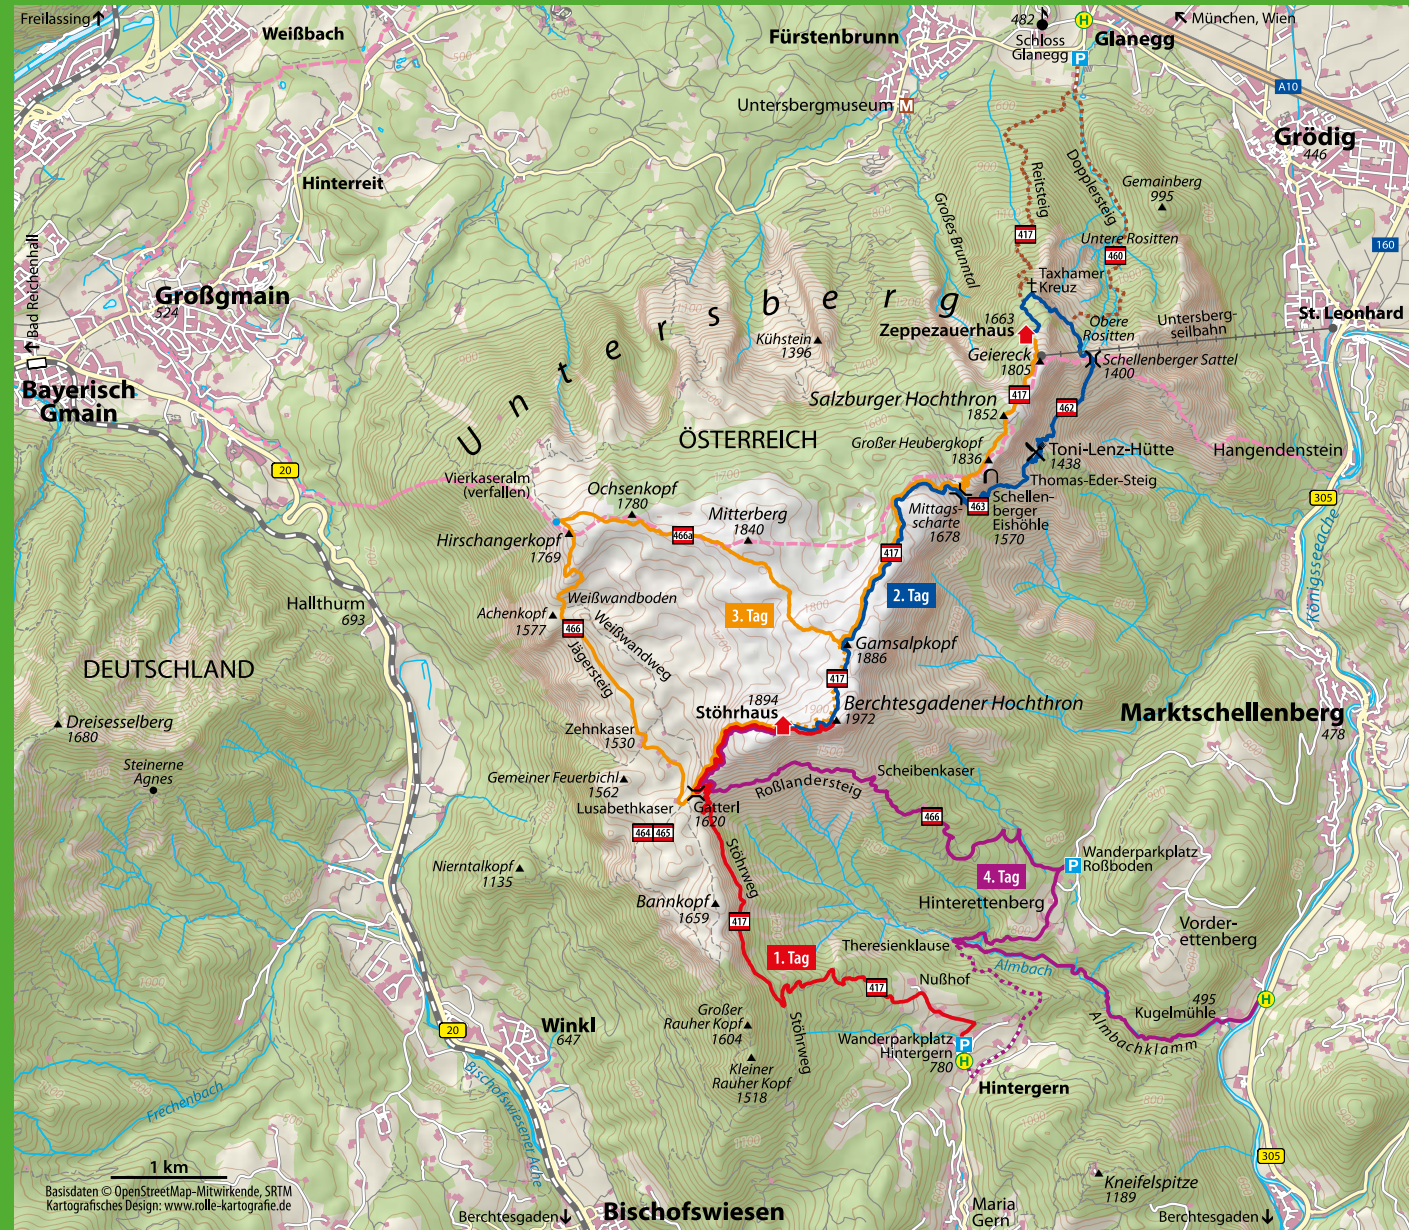 Freilassing
Weißbach
Fürstenbrunn
482
Schloss
Glanegg
H
Glanegg
P
München, Wien
A10
Untersbergmuseum
M
Grödig
446
Hinterreit
Reitsteig
Dopplersteig
Gemainberg
995
Großes Brunntal
417
Untere Rositten
460
160
Bad Reichenhall
Großgmain
524
Taxhamer
Kreuz
Untersberg
1663
Zeppezauerhaus
Obere
Rositten
Untersberg-
seilbahn
St. Leonhard
Kühstein
1396
Geiereck
1805
Schellenberger Sattel
1400
Bayerisch
Gmain
417
Salzburger Hochthron
1852
462
ÖSTERREICH
Großer Heubergkopf
1836
Toni-Lenz-Hütte
1438
Hangendenstein
20
Vierkaseralm
(verfallen)
Thomas-Eder-Steig
Ochsenkopf
1780
Mitterberg
1840
Mittags-
scharte
1678
463
Schellen-
berger
Eishöhle
1570
305
Königsseeache
Hirschangerkopf
1769
466a
417
Hallthurm
693
Achenkopf
1577
Weißwandboden
2. Tag
3. Tag
466
Weißwandweg
Jägersteig
Gamsalpkopf
1886
DEUTSCHLAND
417
Dreisesselberg
1680
1894
Stöhrhaus
Berchtesgadener Hochthron
1972
Marktschellenberg
478
Zehnkaser
1530
Steinerne
Agnes
Gemeiner Feuerbichl
1562
Scheibenkaser
Roßlandersteig
Lusabethkaser
Gatterl
1620
466
464
465
Stöhrweg
Wanderparkplatz
Roßboden
P
Nierntalkopf
1135
4. Tag
Bannkopf
1659
Hinterettenberg
417
Vorder-
ettenberg
Theresienklause
1. Tag
Almbach
Nußhof
417
495
Kugelmühle
H
Großer
Rauher Kopf
1604
Stöhrweg
Almbachklamm
20
Winkl
647
Wanderparkplatz
Hintergern
780
P
H
Kleiner
Rauher Kopf
1518
Hintergern
Frechenbach
Bischofswiesener Ache
305
1 km
Basisdaten © OpenStreetMap-Mitwirkende, SRTM
Kartografisches Design: www.rolle-kartografie.de
Kneifelspitze
1189
Maria
Gern
Berchtesgaden
Bischofswiesen
Berchtesgaden